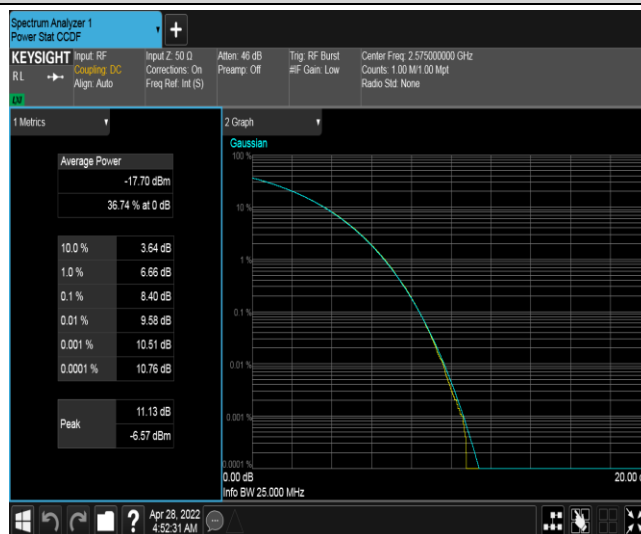 Spectrum Analyzer 1
Power Stat CCDF
+
KEYSIGHT
RL
LXI
Input: RF
Coupling: DC
Align: Auto
Input Z: 50 Ω
Corrections: On
Freq Ref: Int (S)
Atten: 46 dB
Preamp: Off
Trig: RF Burst
#IF Gain: Low
Center Freq: 2.575000000 GHz
Counts: 1.00 M/1.00 Mpt
Radio Std: None
1 Metrics
Average Power
-17.70 dBm
36.74 % at 0 dB
10.0 % 3.64 dB
1.0 % 6.66 dB
0.1 % 8.40 dB
0.01 % 9.58 dB
0.001 % 10.51 dB
0.0001 % 10.76 dB
Peak 11.13 dB
-6.57 dBm
2 Graph
Gaussian
100 %
10 %
1 %
0.1 %
0.01 %
0.001 %
0.0001 %
0.00 dB 20.00
Info BW 25.000 MHz
?
Apr 28, 2022
4:52:31 AM